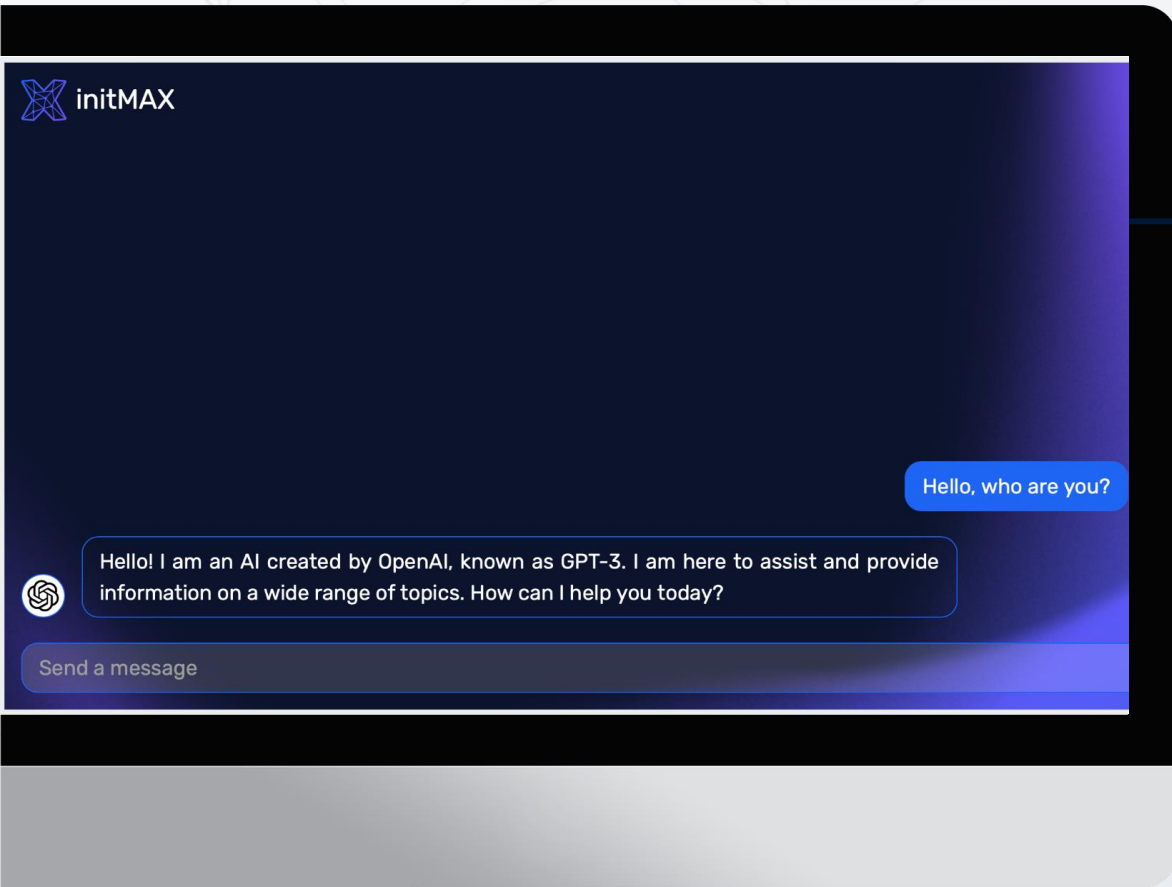 initMAX
Hello, who are you?
Hello! I am an AI created by OpenAI, known as GPT-3. I am here to assist and provide
information on a wide range of topics. How can I help you today?
Send a message